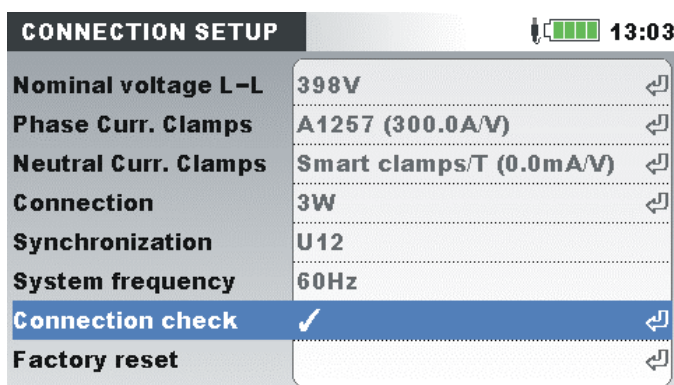 CONNECTION SETUP 13:03
Nominal voltage L-L 398V
Phase Curr. Clamps A1257 (300.0A/V)
Neutral Curr. Clamps Smart clamps/T (0.0mA/V)
Connection 3W
Synchronization U12
System frequency 60Hz
Connection check ✓
Factory reset